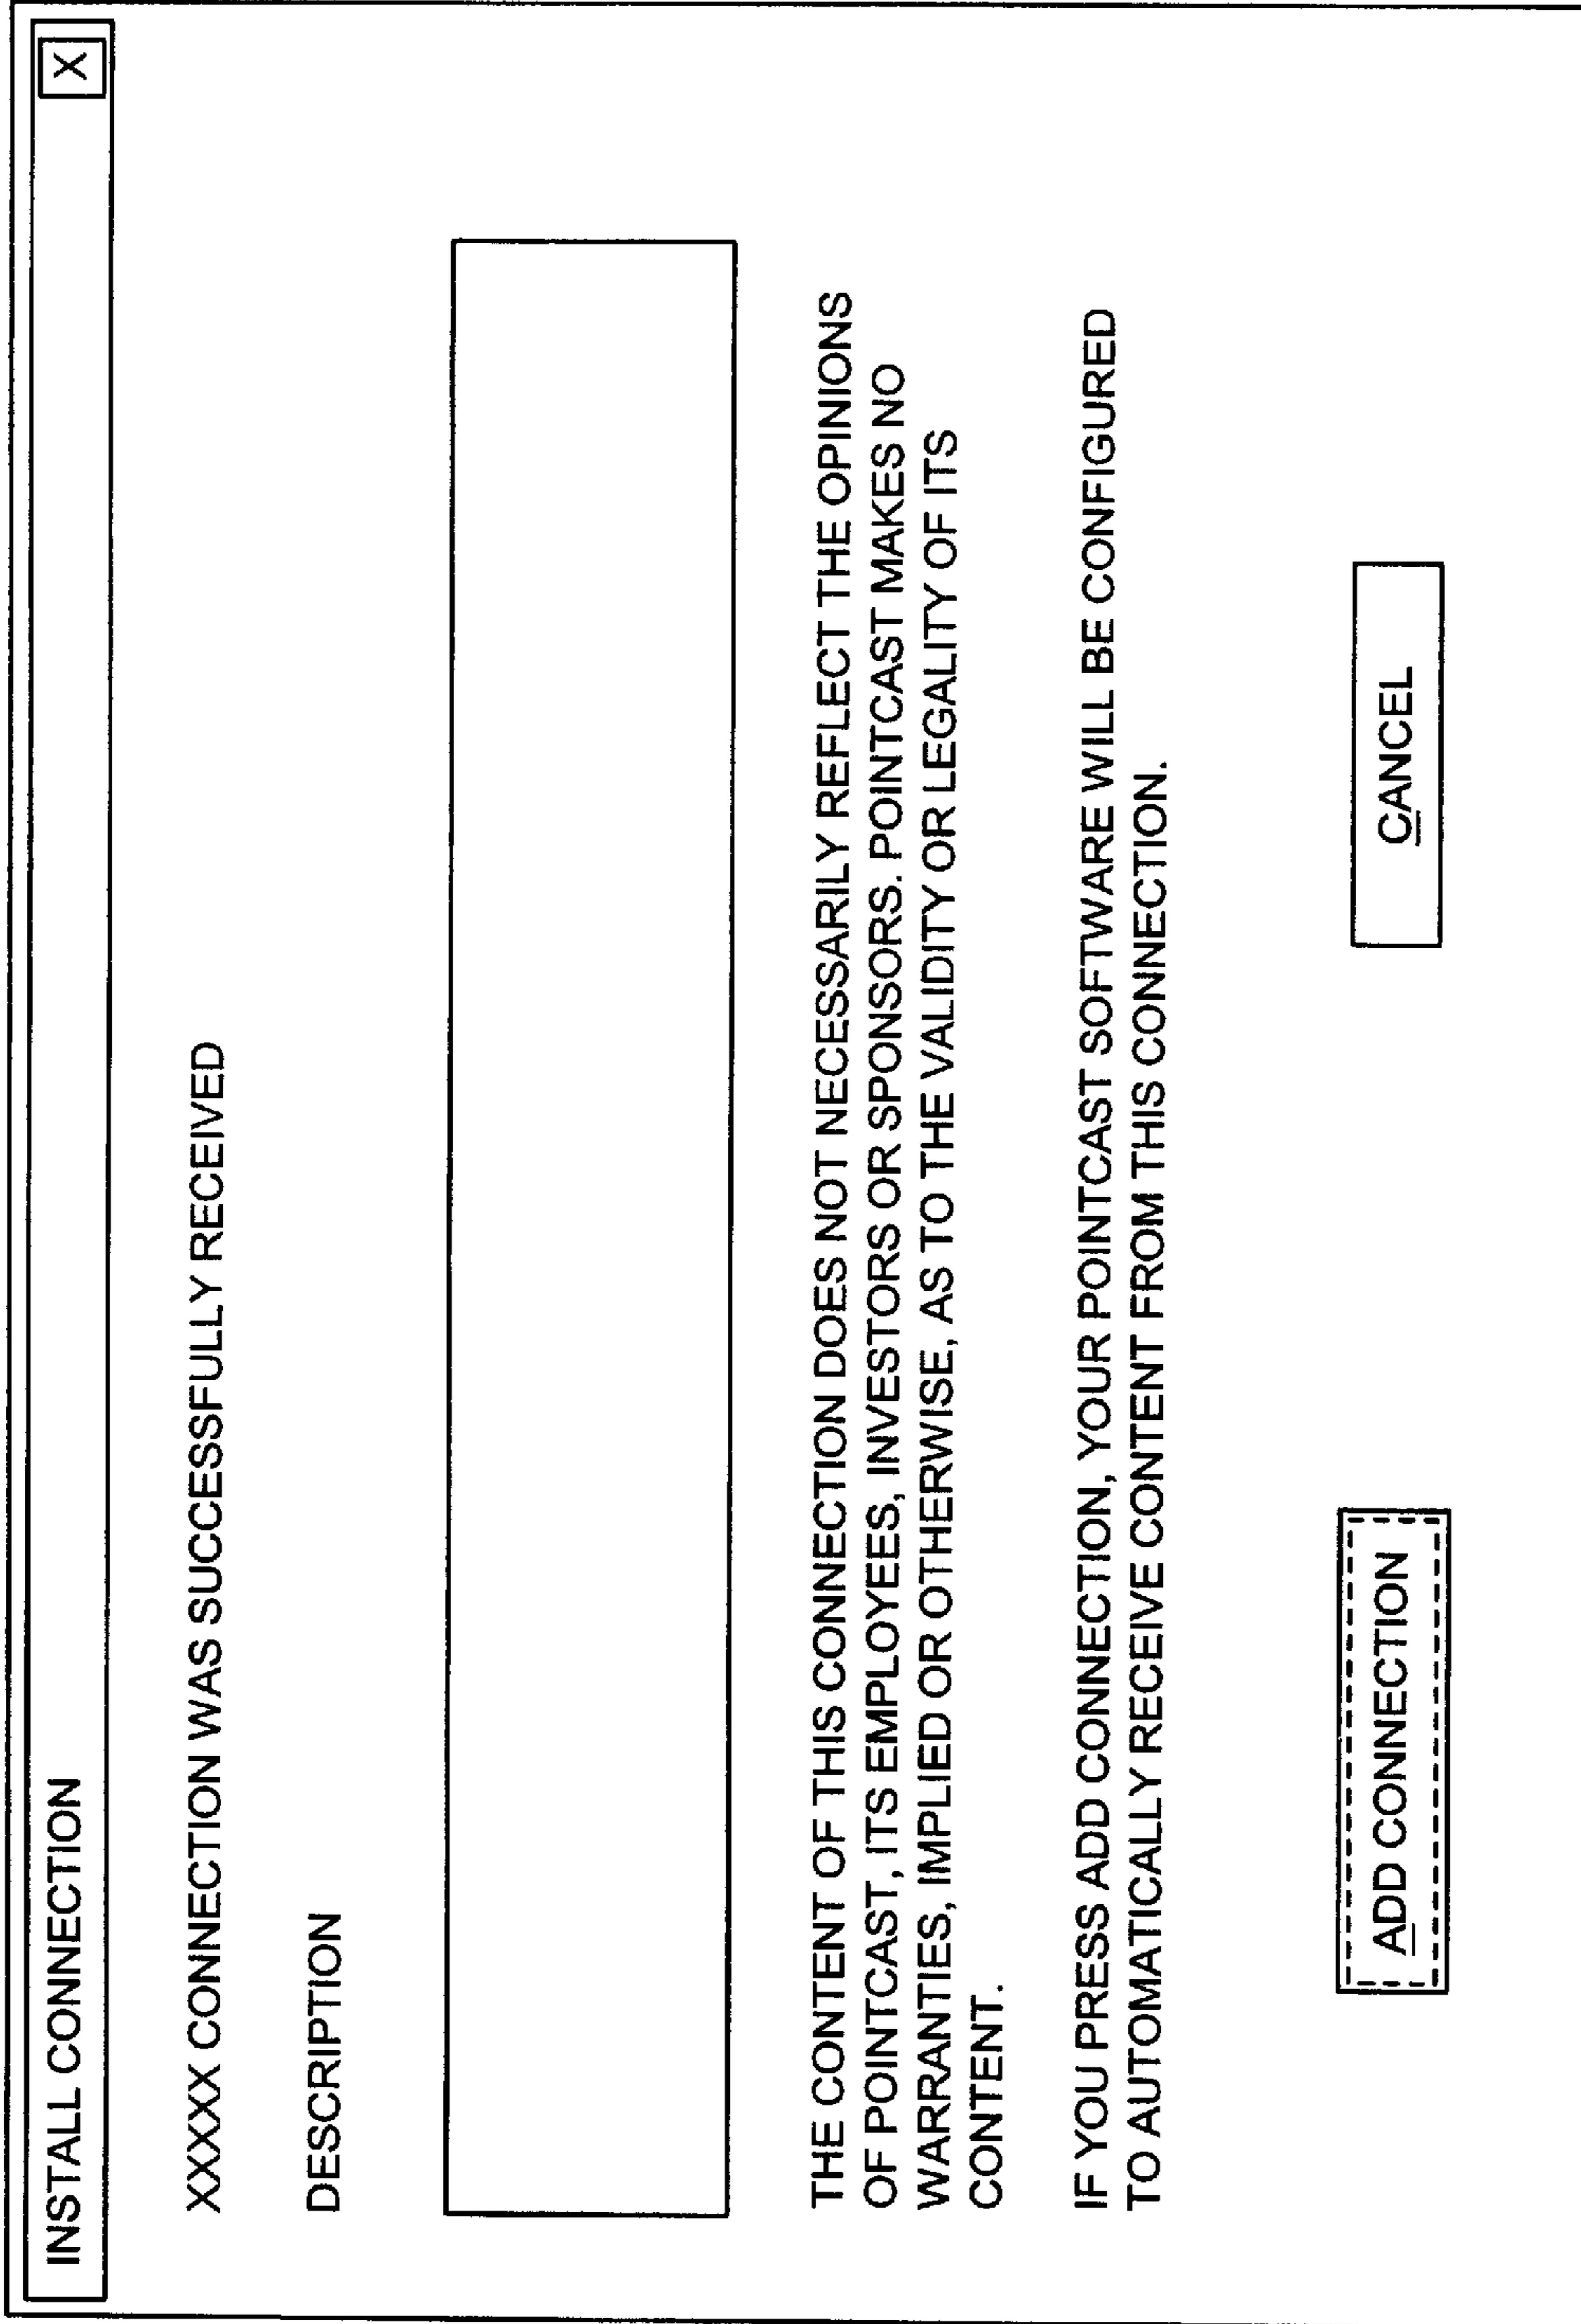 INSTALL CONNECTION
X
XXXXX CONNECTION WAS SUCCESSFULLY RECEIVED
DESCRIPTION
THE CONTENT OF THIS CONNECTION DOES NOT NECESSARILY REFLECT THE OPINIONS
OF POINTCAST, ITS EMPLOYEES, INVESTORS OR SPONSORS. POINTCAST MAKES NO
WARRANTIES, IMPLIED OR OTHERWISE, AS TO THE VALIDITY OR LEGALITY OF ITS
CONTENT.
IF YOU PRESS ADD CONNECTION, YOUR POINTCAST SOFTWARE WILL BE CONFIGURED
TO AUTOMATICALLY RECEIVE CONTENT FROM THIS CONNECTION.
ADD CONNECTION
CANCEL